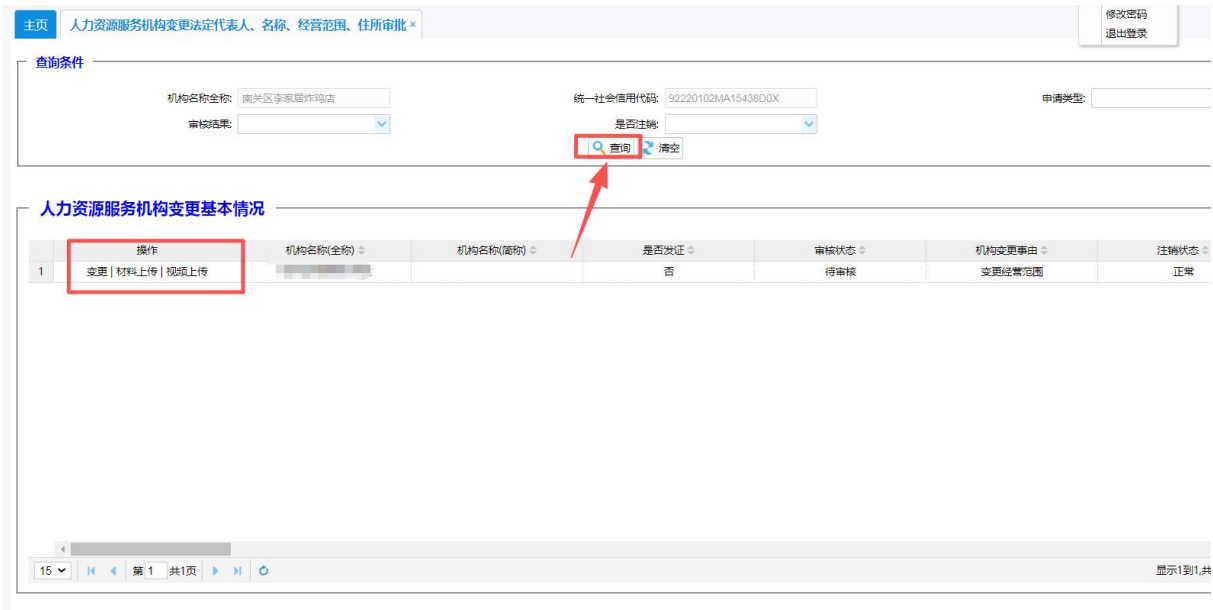 修改密码
主页 人力资源服务机构变更法定代表人、名称、经营范围、住所审批 ×
退出登录
查询条件
机构名称全称: 南关区李家居炸鸡店 统一社会信用代码: 92220102MA15438D0X 申请类型:
审核结果: 是否注销:
查询 清空
人力资源服务机构变更基本情况
操作 机构名称(全称) 机构名称(简称) 是否发证 审核状态 机构变更事由 注销状态
1 变更 | 材料上传 | 视频上传 否 待审核 变更经营范围 正常
15 第 1 共1页 显示1到1,共